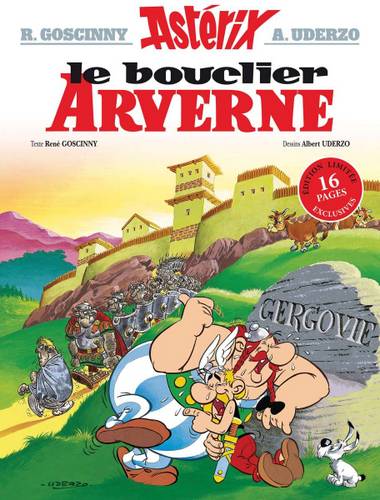 R. GOSCINNY Astérix A. UDERZO
le bouclier
ARVERNE
Texte René GOSCINNY Dessins Albert UDERZO
ÉDITION LIMITÉE
16
PAGES
EXCLUSIVES
GERGOVIE
UDERZO